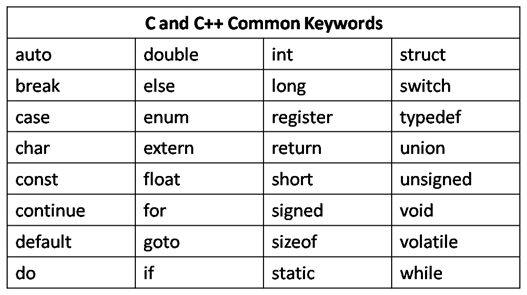 C and C++ Common Keywords
auto double int struct
break else long switch
case enum register typedef
char extern return union
const float short unsigned
continue for signed void
default goto sizeof volatile
do if static while